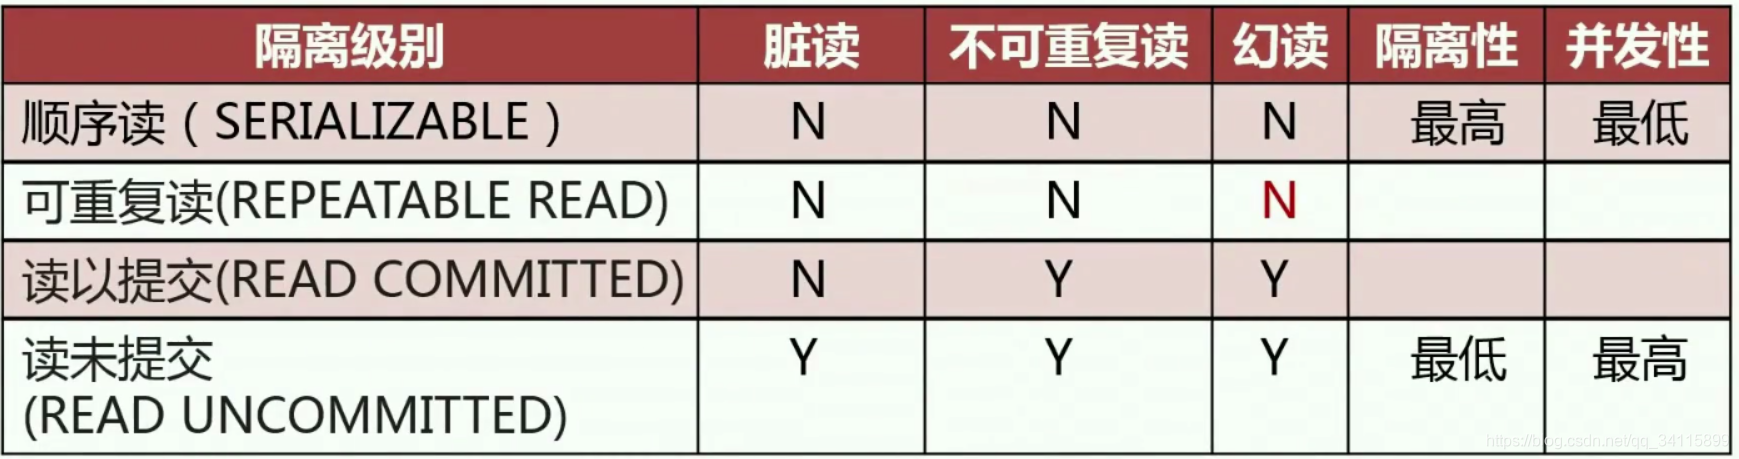 隔离级别 脏读 不可重复读 幻读 隔离性 并发性
顺序读（SERIALIZABLE） N N N 最高 最低
可重复读(REPEATABLE READ) N N N
读以提交(READ COMMITTED) N Y Y
读未提交 Y Y Y 最低 最高
(READ UNCOMMITTED)
https://blog.csdn.net/qq_34115899